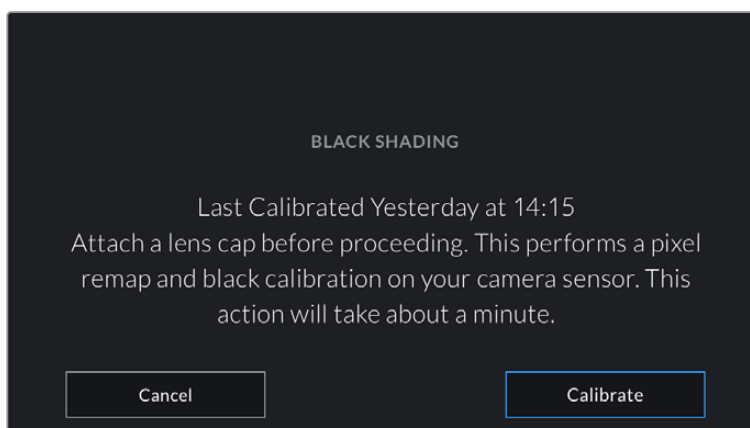 BLACK SHADING
Last Calibrated Yesterday at 14:15
Attach a lens cap before proceeding. This performs a pixel
remap and black calibration on your camera sensor. This
action will take about a minute.
Cancel
Calibrate